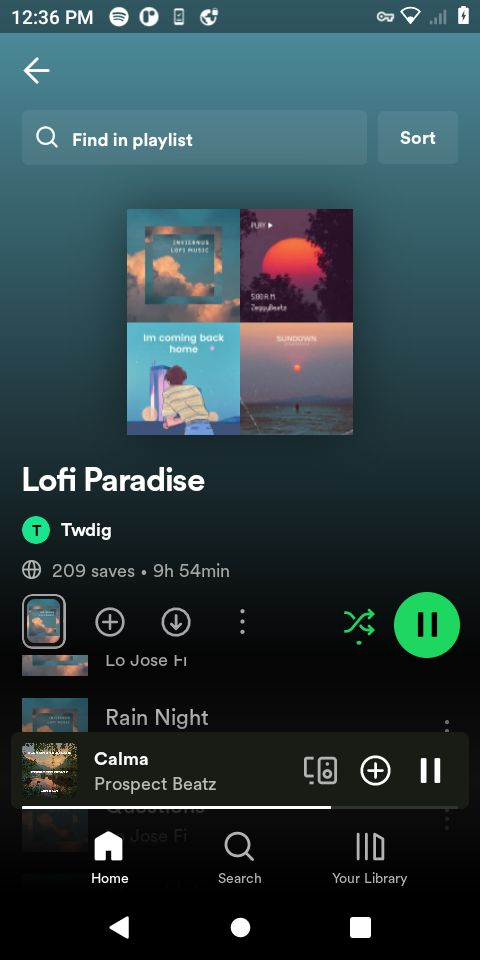 12:36 PM
Find in playlist
Sort
INVIERNUS
LOFI MUSIC
PLAY
5:00 A.M.
ZeggyBeatz
Im coming back
home
SUNDOWN
Lofi Paradise
T Twdig
209 saves • 9h 54min
Lo Jose Fi
Rain Night
Calma
Prospect Beatz
Questions
Lo Jose Fi
Home
Search
Your Library